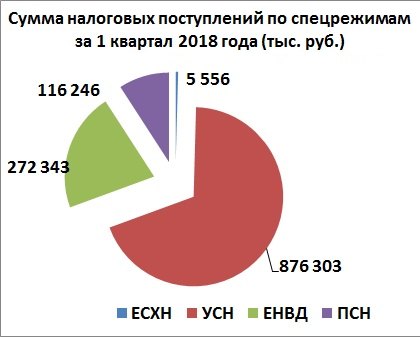 Сумма налоговых поступлений по спецрежимам
за 1 квартал 2018 года (тыс. руб.)
5 556
116 246
272 343
876 303
ЕСХН УСН ЕНВД ПСН